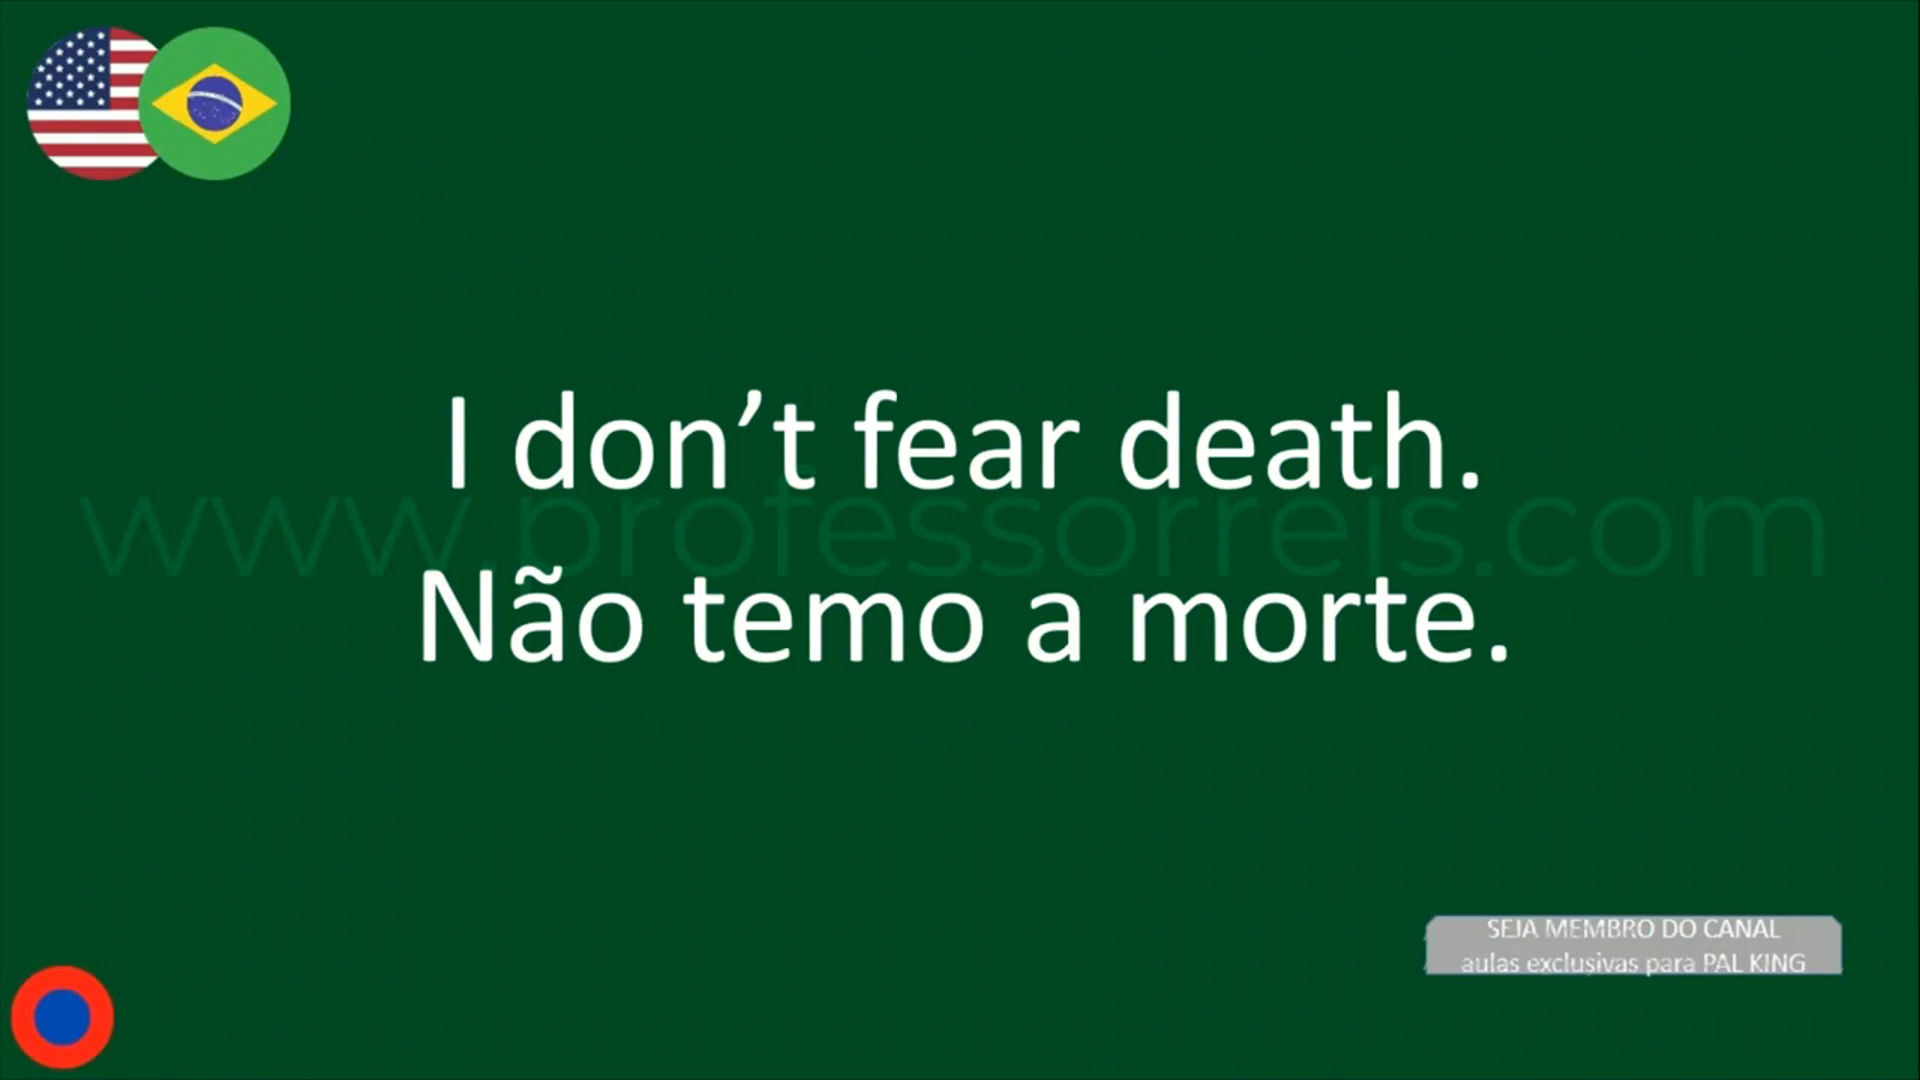 I don’t fear death.
www.professorreis.com
Não temo a morte.
SEJA MEMBRO DO CANAL
aulas exclusivas para PAL KING